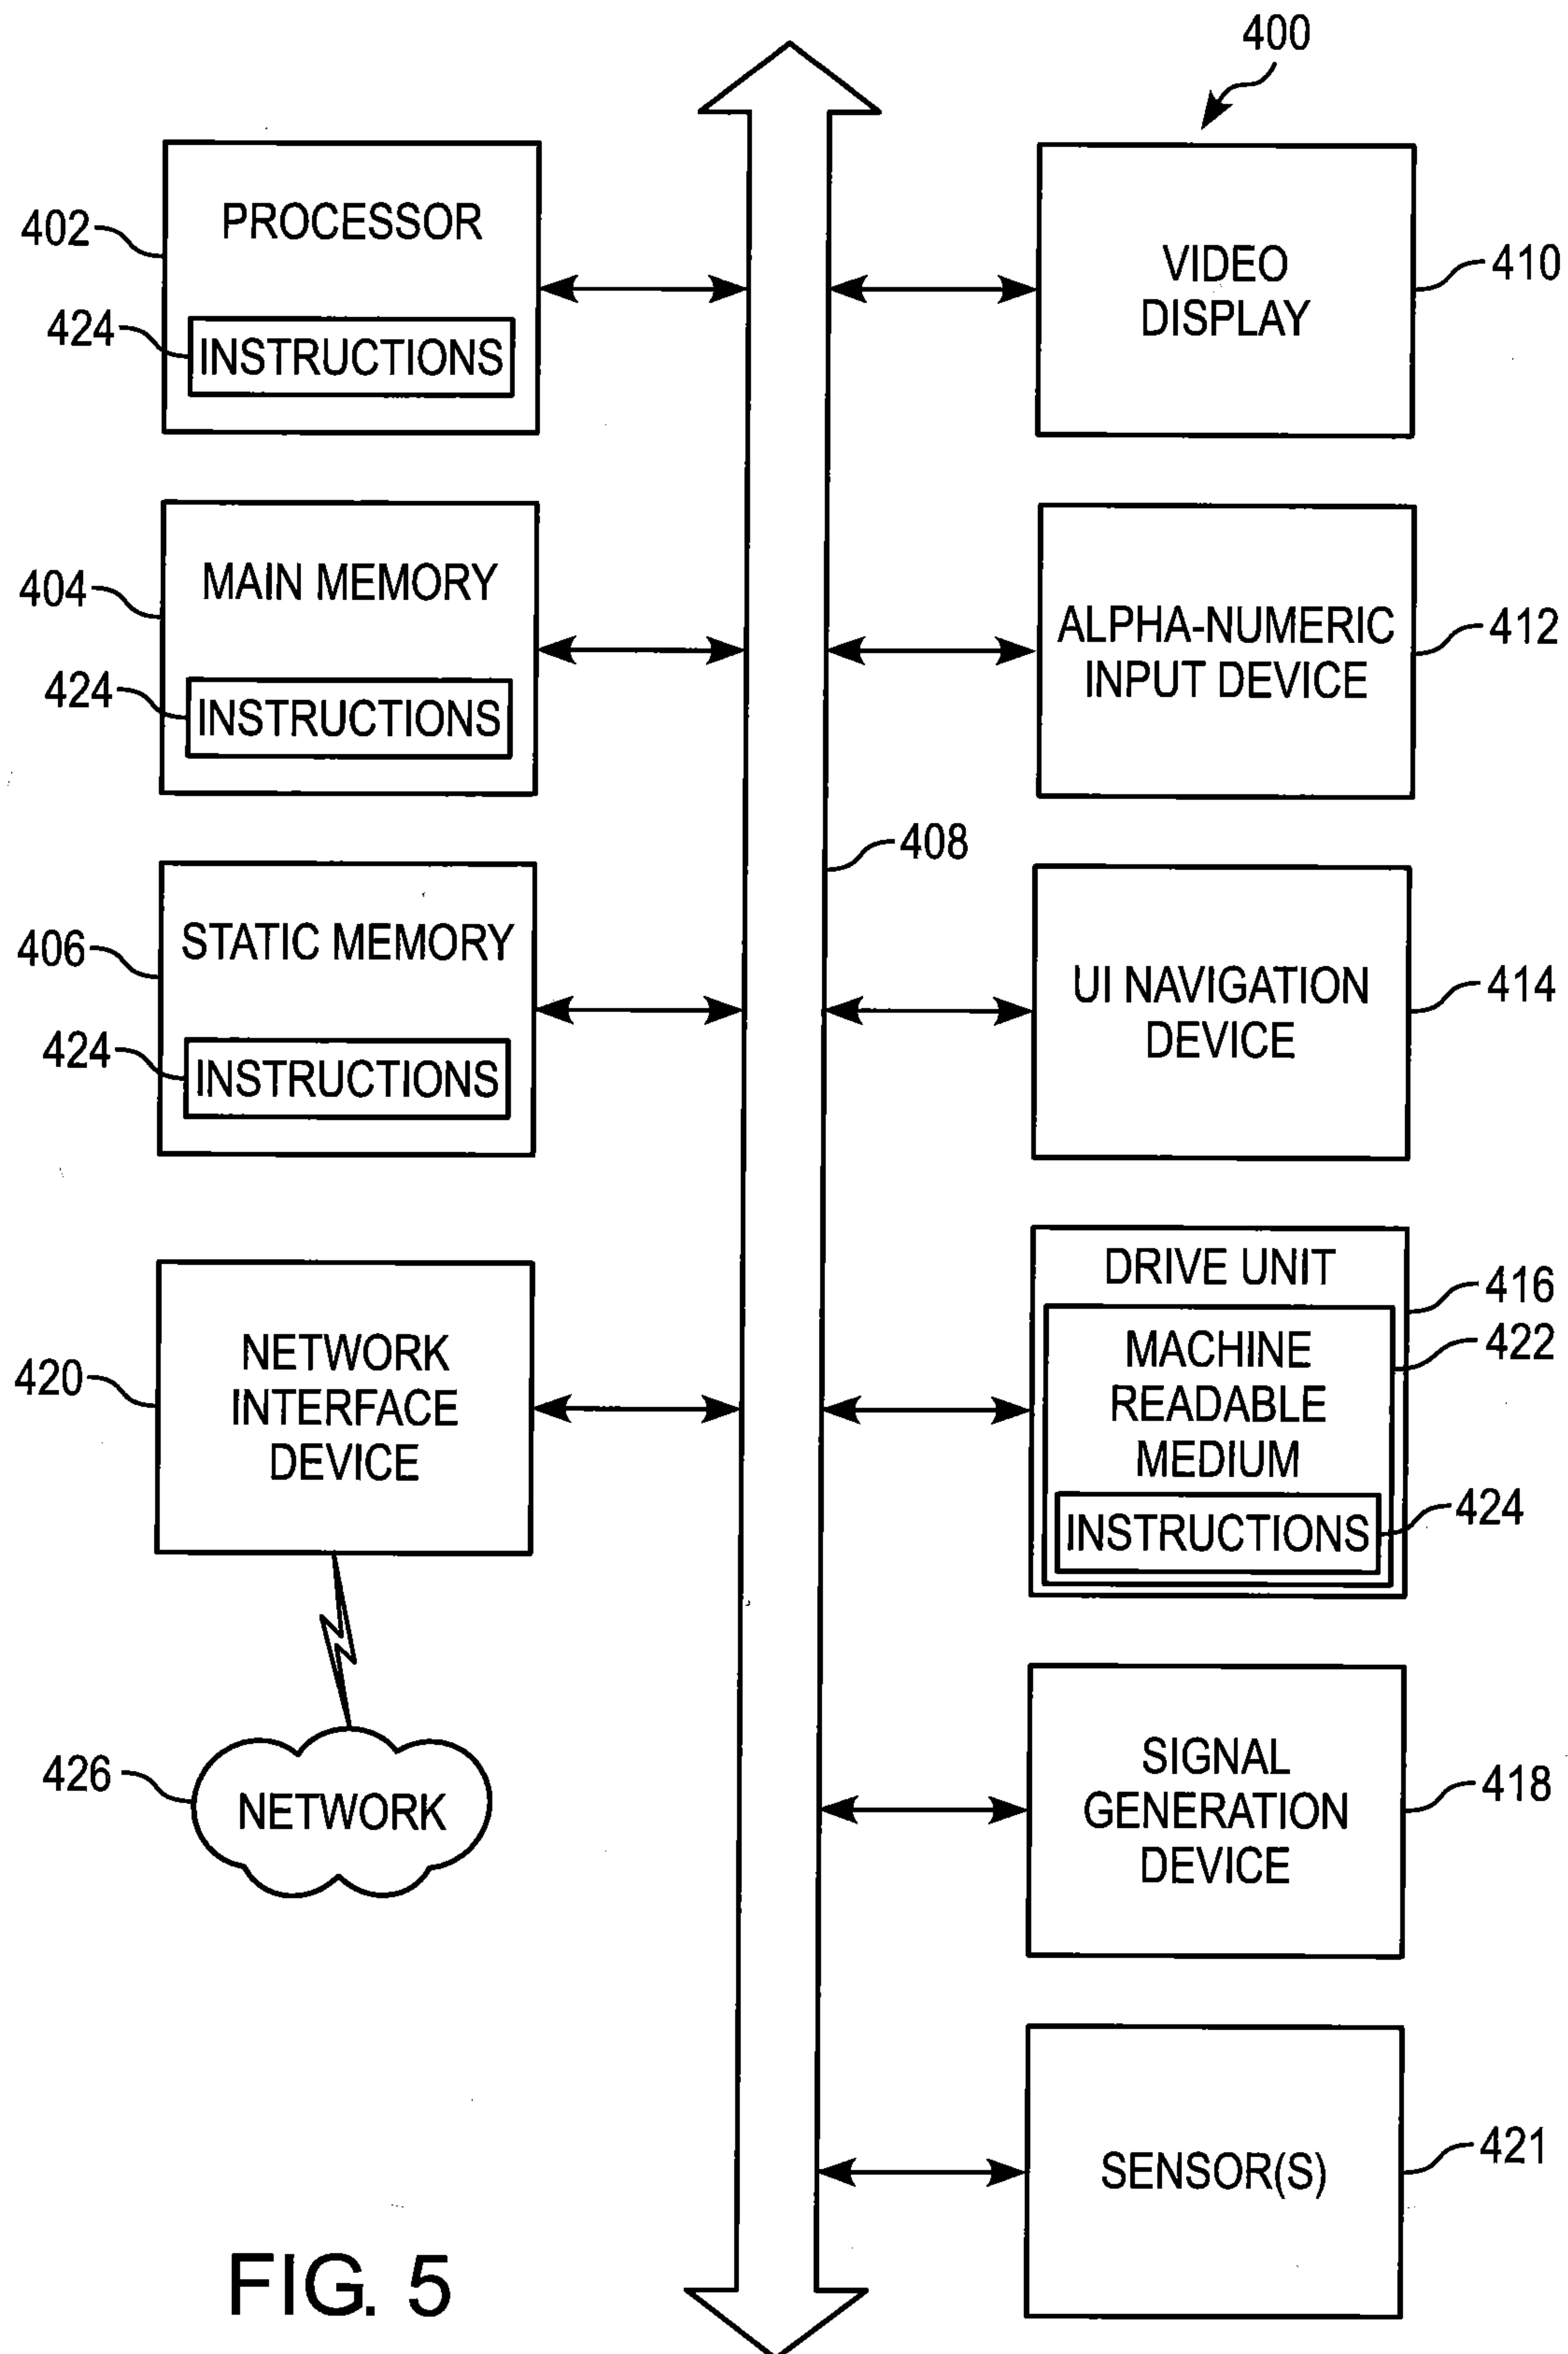 400
PROCESSOR
402
424
INSTRUCTIONS
VIDEO
DISPLAY
410
MAIN MEMORY
404
424
INSTRUCTIONS
ALPHA-NUMERIC
INPUT DEVICE
412
408
STATIC MEMORY
406
424
INSTRUCTIONS
UI NAVIGATION
DEVICE
414
NETWORK
INTERFACE
DEVICE
420
DRIVE UNIT
416
MACHINE
READABLE
MEDIUM
422
INSTRUCTIONS
424
NETWORK
426
SIGNAL
GENERATION
DEVICE
418
SENSOR(S)
421
FIG. 5